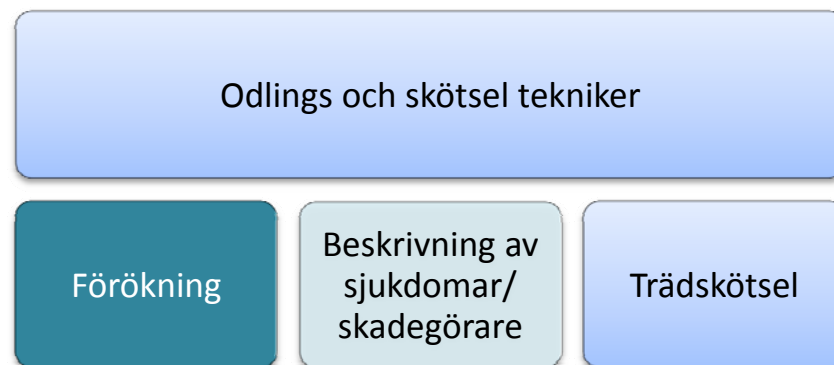 Odlings och skötsel tekniker
Förökning
Beskrivning av
sjukdomar/
skadegörare
Trädskötsel